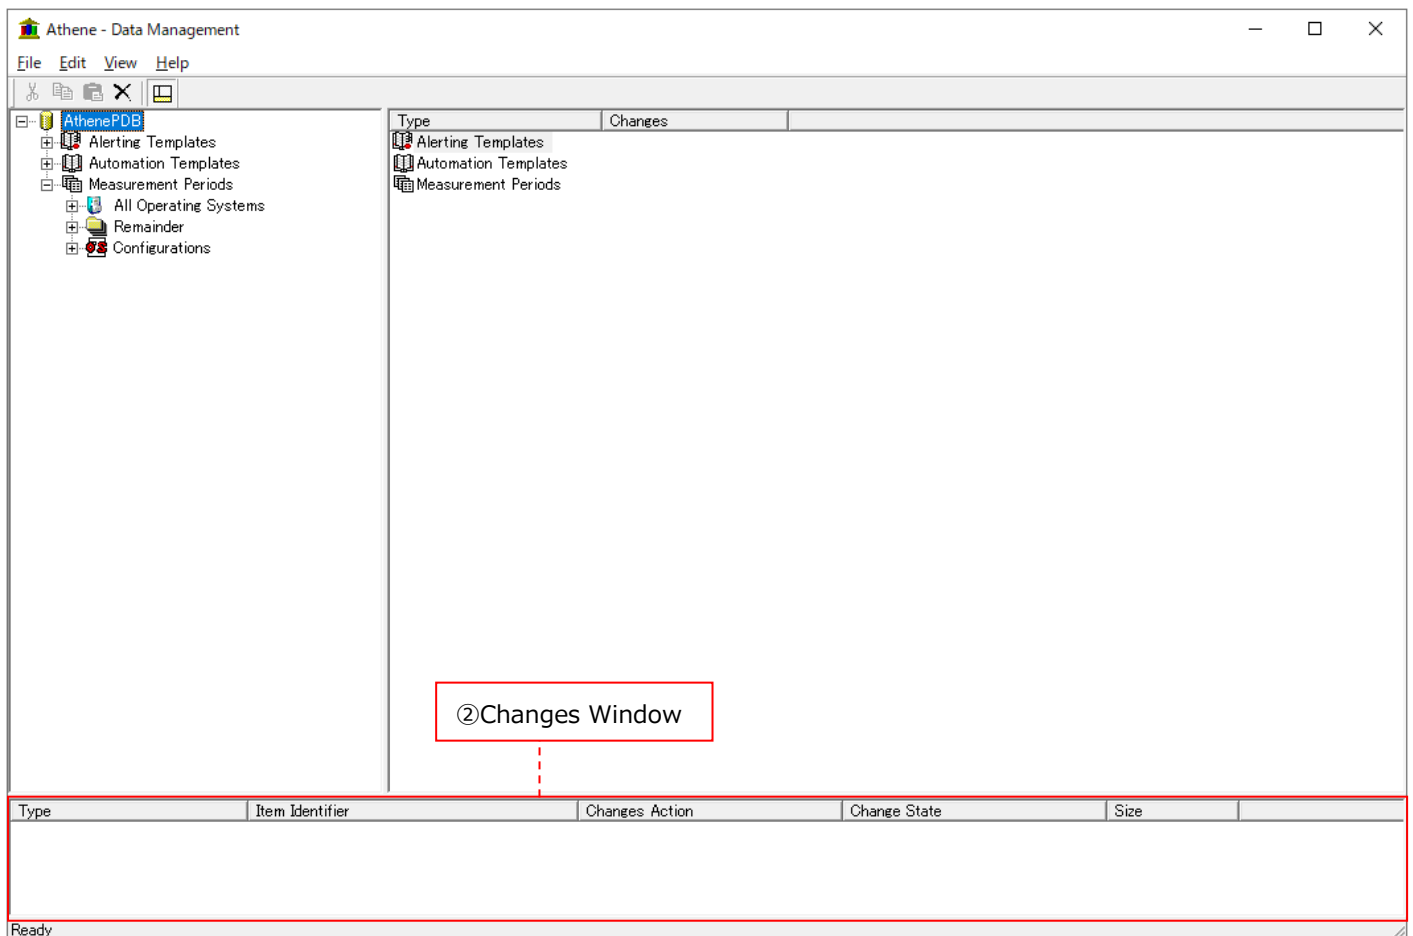 Athene - Data Management
File Edit View Help
AthenePDB
Alerting Templates
Automation Templates
Measurement Periods
All Operating Systems
Remainder
Configurations
Type Changes
Alerting Templates
Automation Templates
Measurement Periods
②Changes Window
Type Item Identifier Changes Action Change State Size
Ready